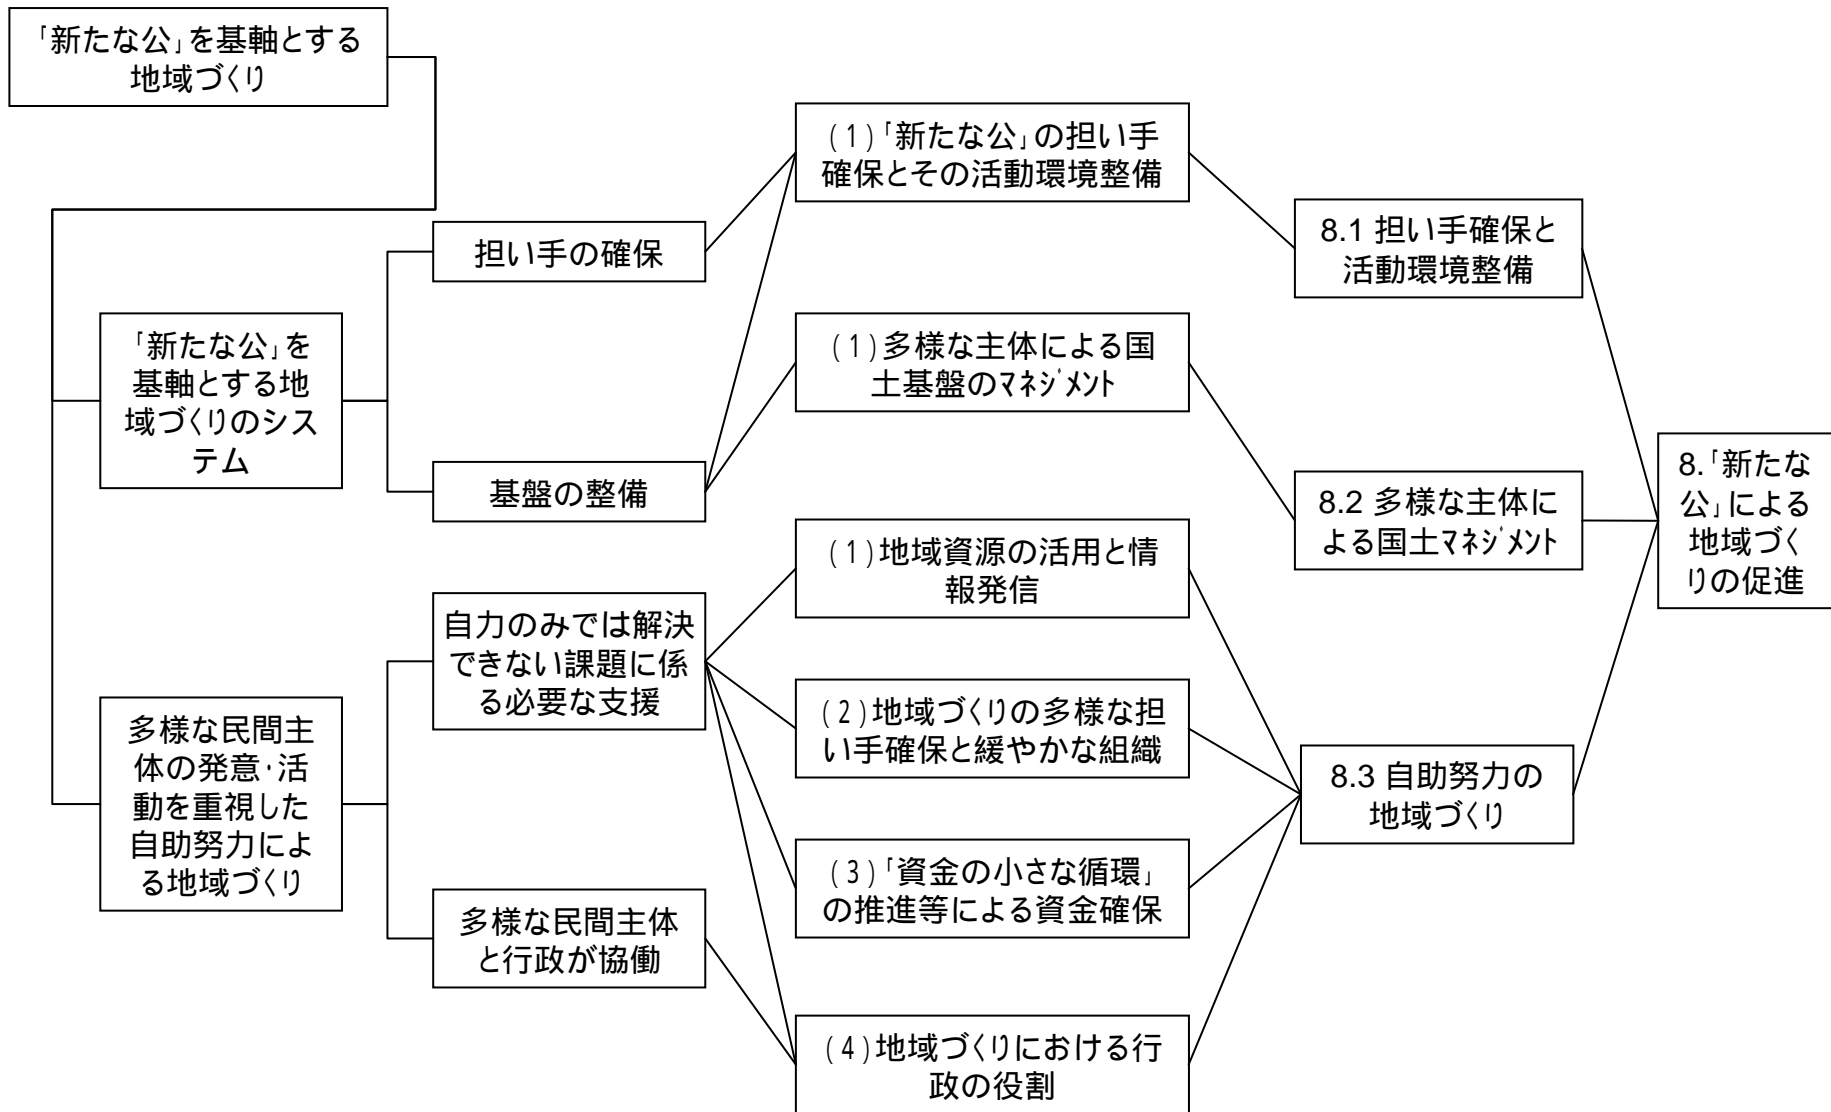 「新たな公」を基軸とする
地域づくり
「新たな公」を
基軸とする地
域づくりのシス
テム
多様な民間主
体の発意・活
動を重視した
自助努力によ
る地域づくり
担い手の確保
基盤の整備
自力のみでは解決
できない課題に係
る必要な支援
多様な民間主体
と行政が協働
(1)「新たな公」の担い手
確保とその活動環境整備
(1)多様な主体による国
土基盤のﾏﾈｼﾞﾒﾝﾄ
(1)地域資源の活用と情
報発信
(2)地域づくりの多様な担
い手確保と緩やかな組織
(3)「資金の小さな循環」
の推進等による資金確保
(4)地域づくりにおける行
政の役割
8.1 担い手確保と
活動環境整備
8.2 多様な主体に
よる国土ﾏﾈｼﾞﾒﾝﾄ
8.3 自助努力の
地域づくり
8.「新たな
公」による
地域づく
りの促進